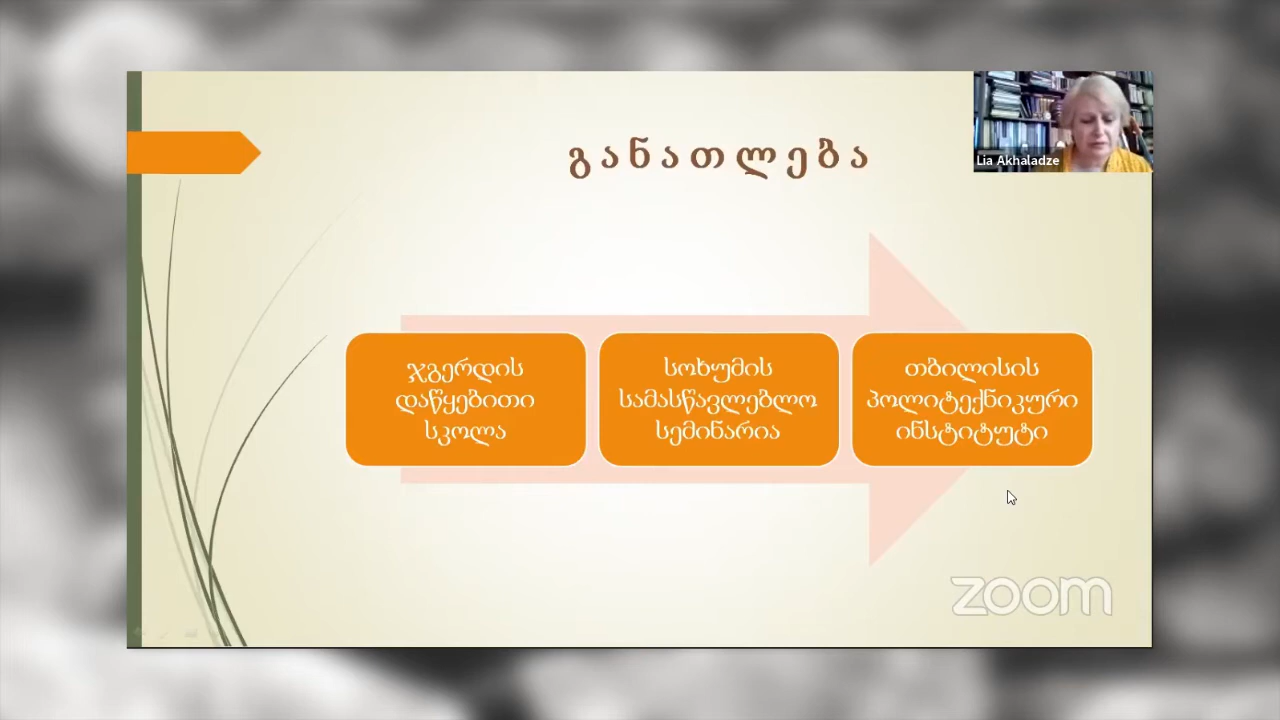 განათლება
Lia Akhaladze
ჯგერდის
დაწყებითი
სკოლა
სოხუმის
სამასწავლებლო
სემინარია
თბილისის
პოლიტექნიკური
ინსტიტუტი
zoom